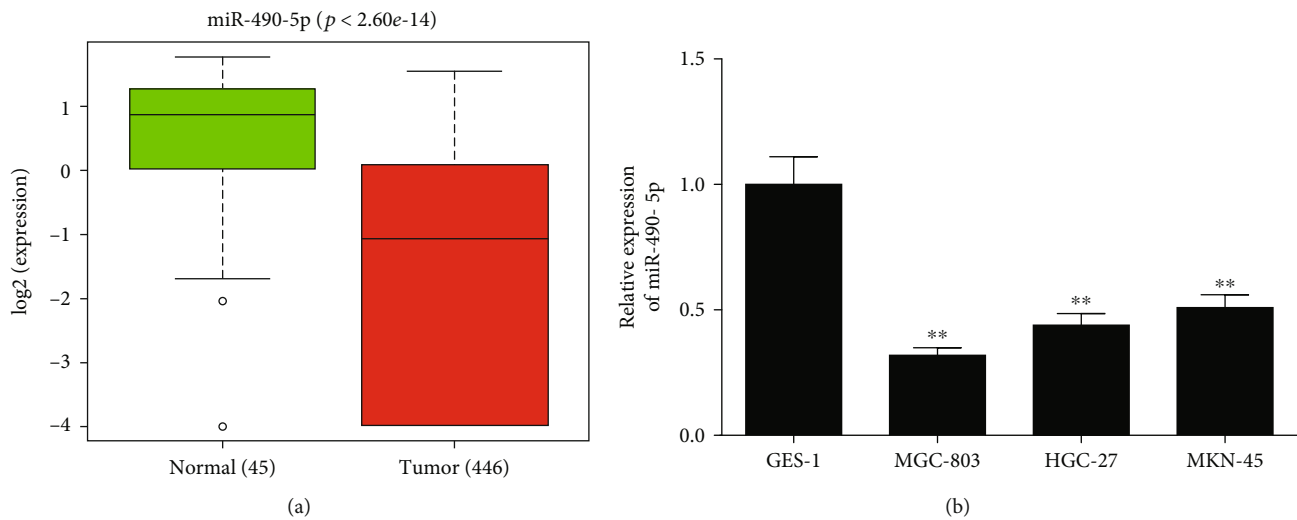 miR-490-5p (p < 2.60e-14)
log2 (expression)
1
0
−1
−2
−3
−4
Normal (45)
Tumor (446)
(a)
Relative expression
of miR-490- 5p
1.5
1.0
0.5
0.0
**
**
**
GES-1
MGC-803
HGC-27
MKN-45
(b)